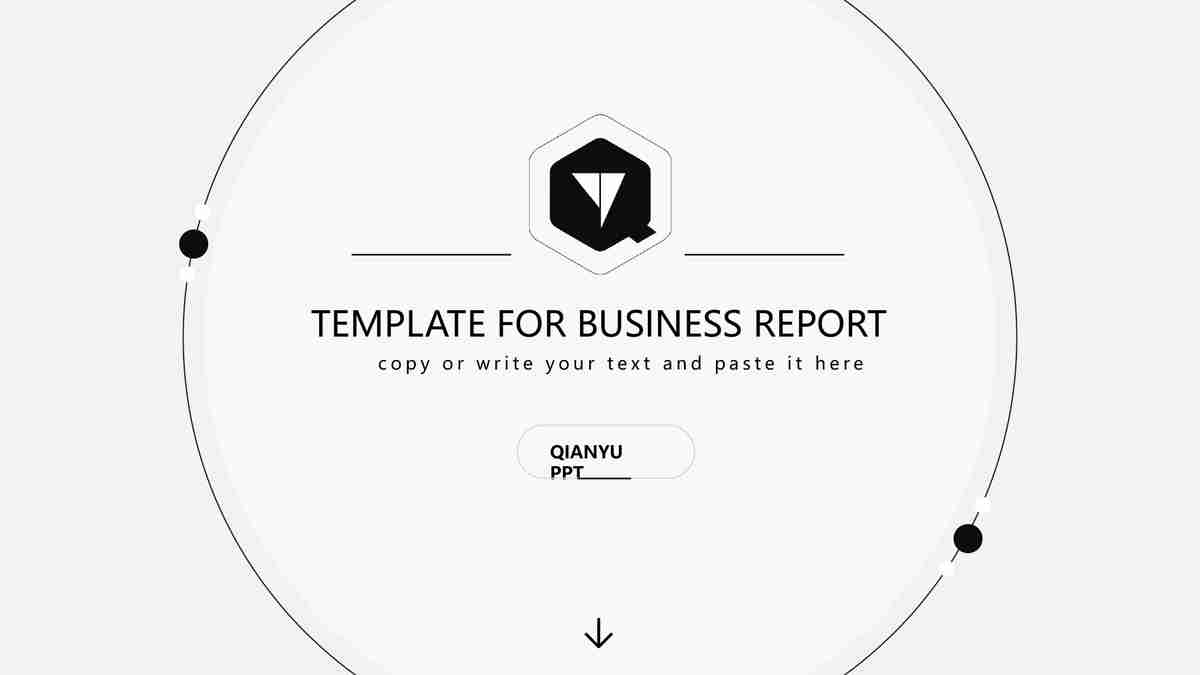 TEMPLATE FOR BUSINESS REPORT
copy or write your text and paste it here
QIANYU
PPT